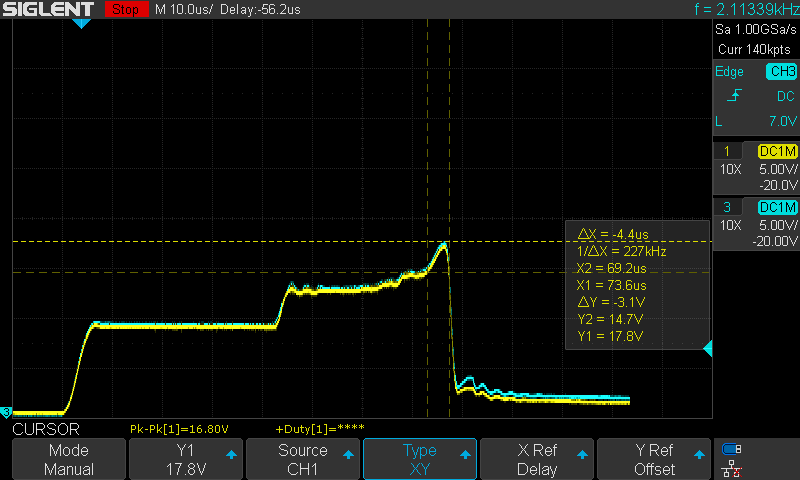 SIGLENT Stop M 10.0us/ Delay:-56.2us f = 2.11339kHz
Sa 1.00GSa/s
Curr 140kpts
Edge CH3
DC
L 7.0V
1 DC1M
10X 5.00V/
-20.0V
3 DC1M
10X 5.00V/
-20.00V
ΔX = -4.4us
1/ΔX = 227kHz
X2 = 69.2us
X1 = 73.6us
ΔY = -3.1V
Y2 = 14.7V
Y1 = 17.8V
3
CURSOR Pk-Pk[1]=16.80V +Duty[1]=****
Mode Y1 Source Type X Ref Y Ref
Manual 17.8V CH1 XY Delay Offset